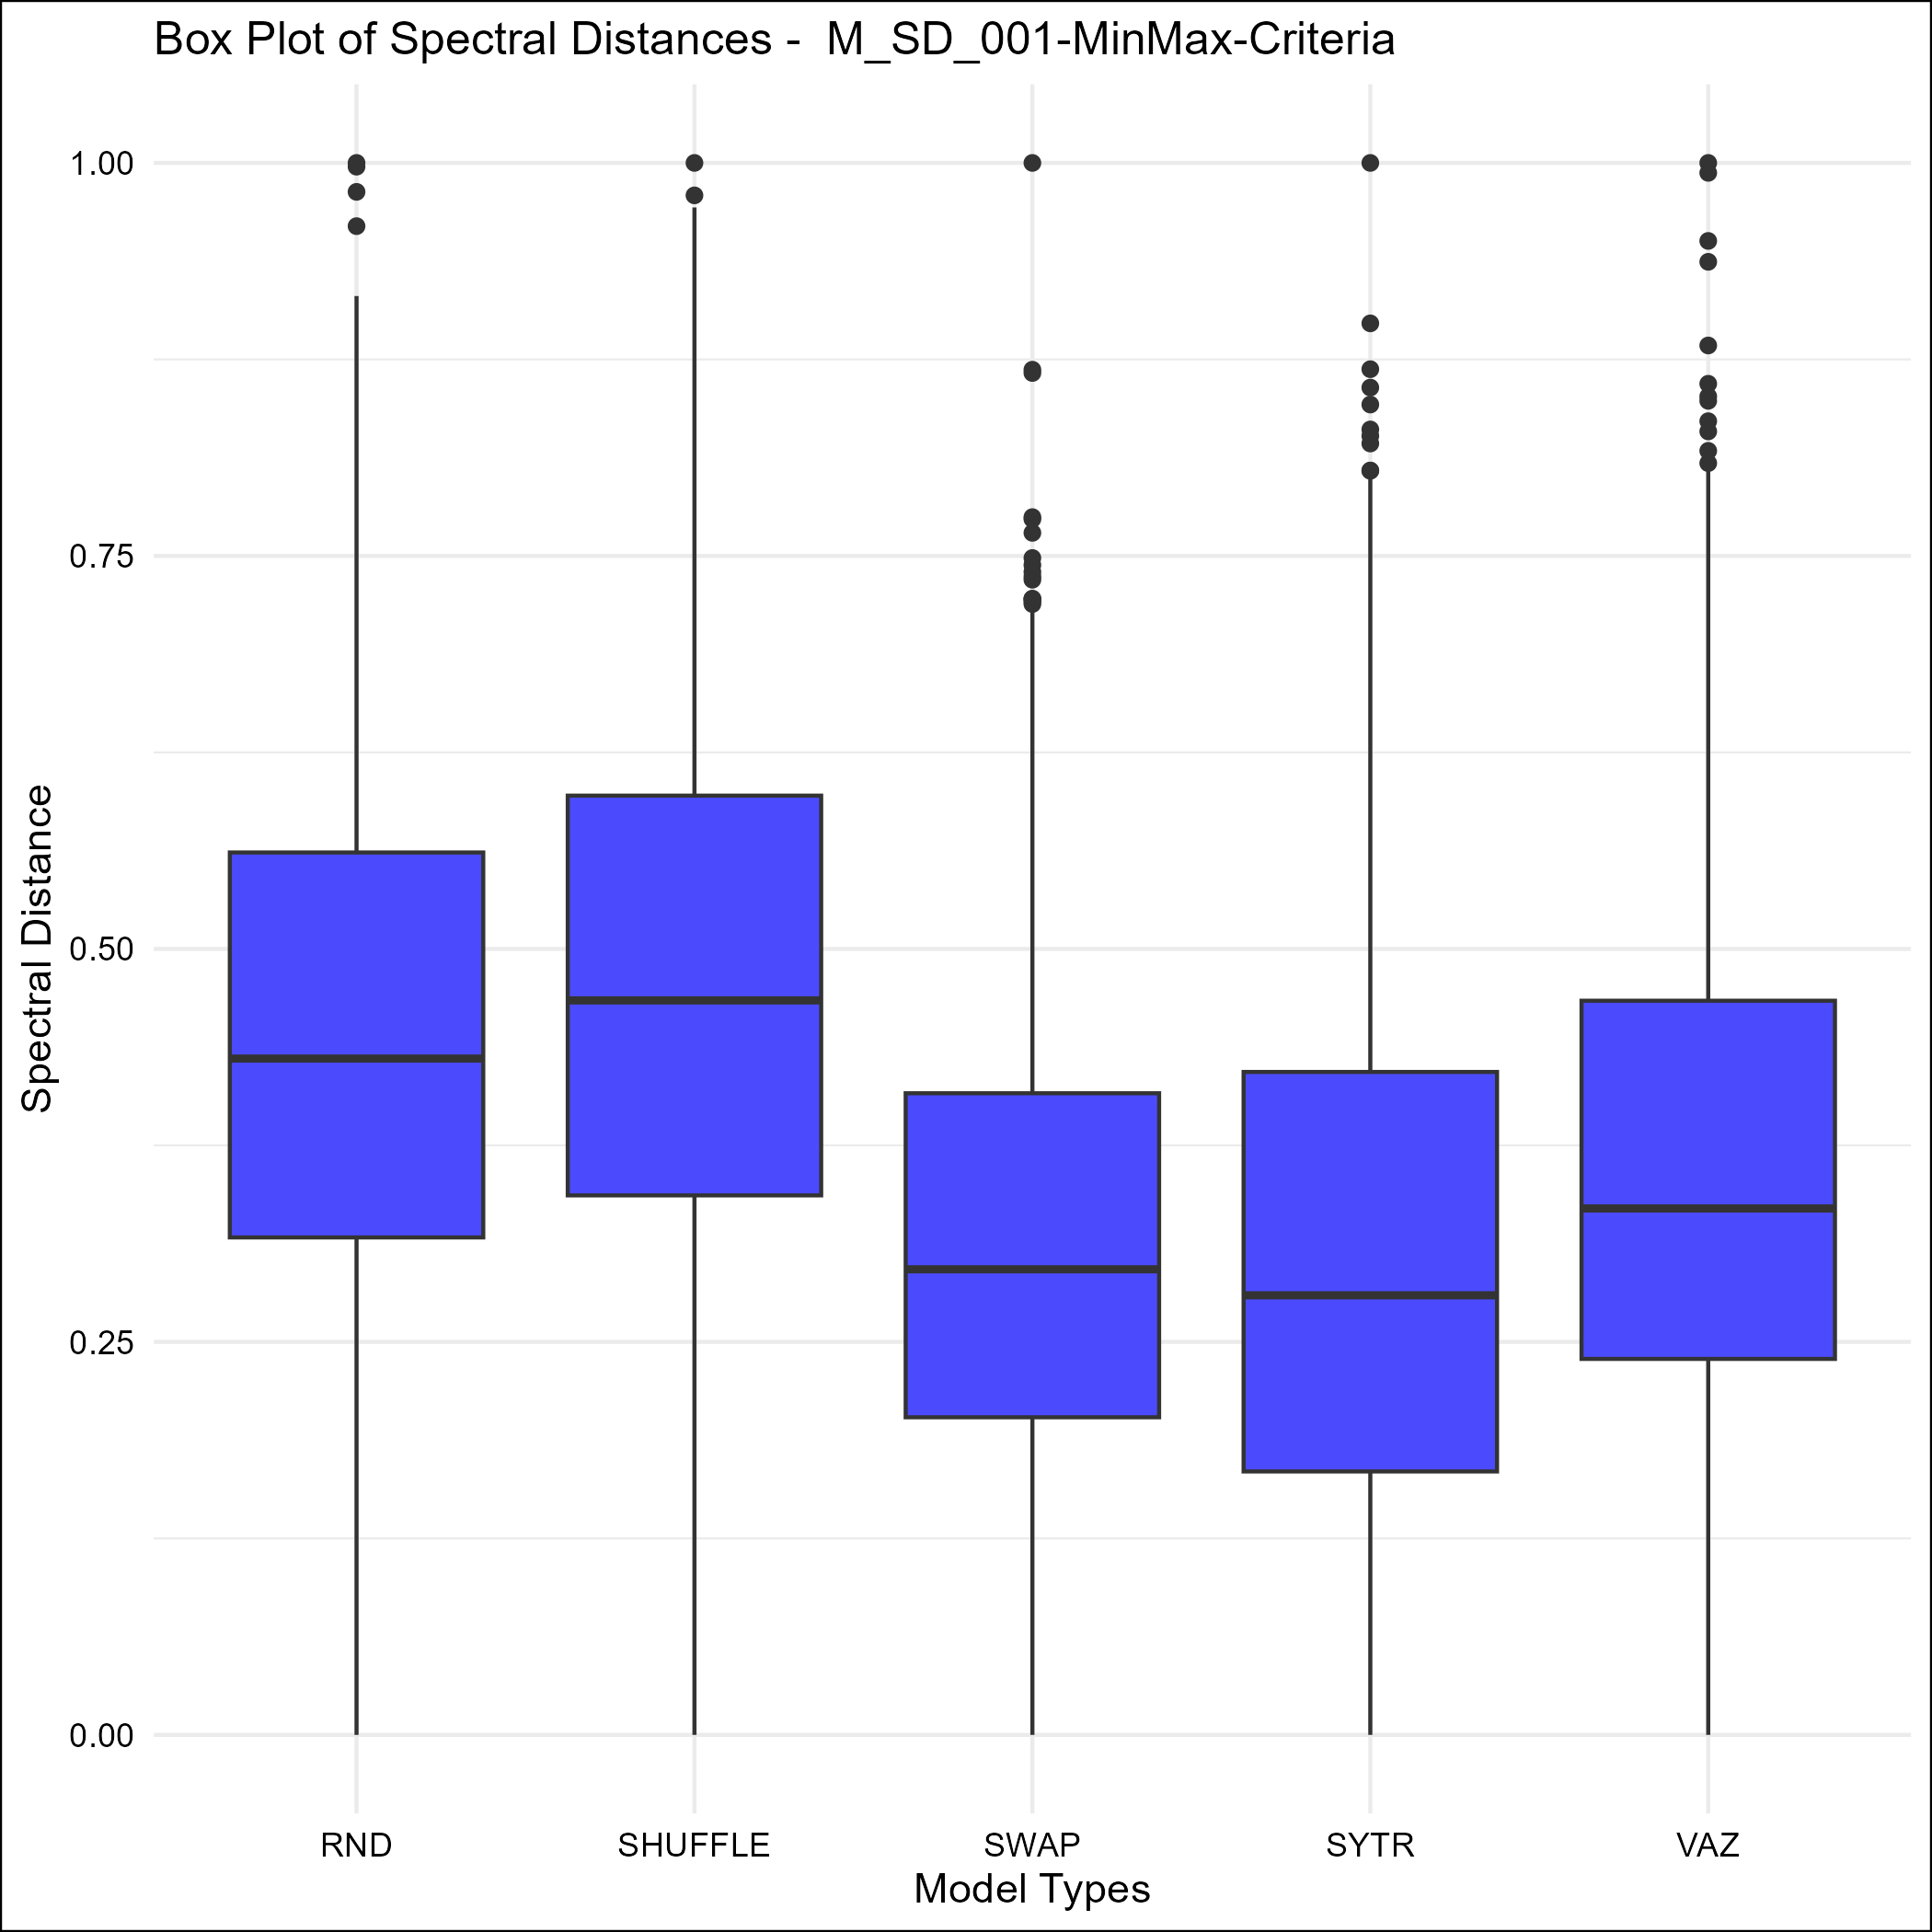 Box Plot of Spectral Distances -  M_SD_001-MinMax-Criteria
1.00
0.75
0.50
0.25
0.00
Spectral Distance
RND SHUFFLE SWAP SYTR VAZ
Model Types